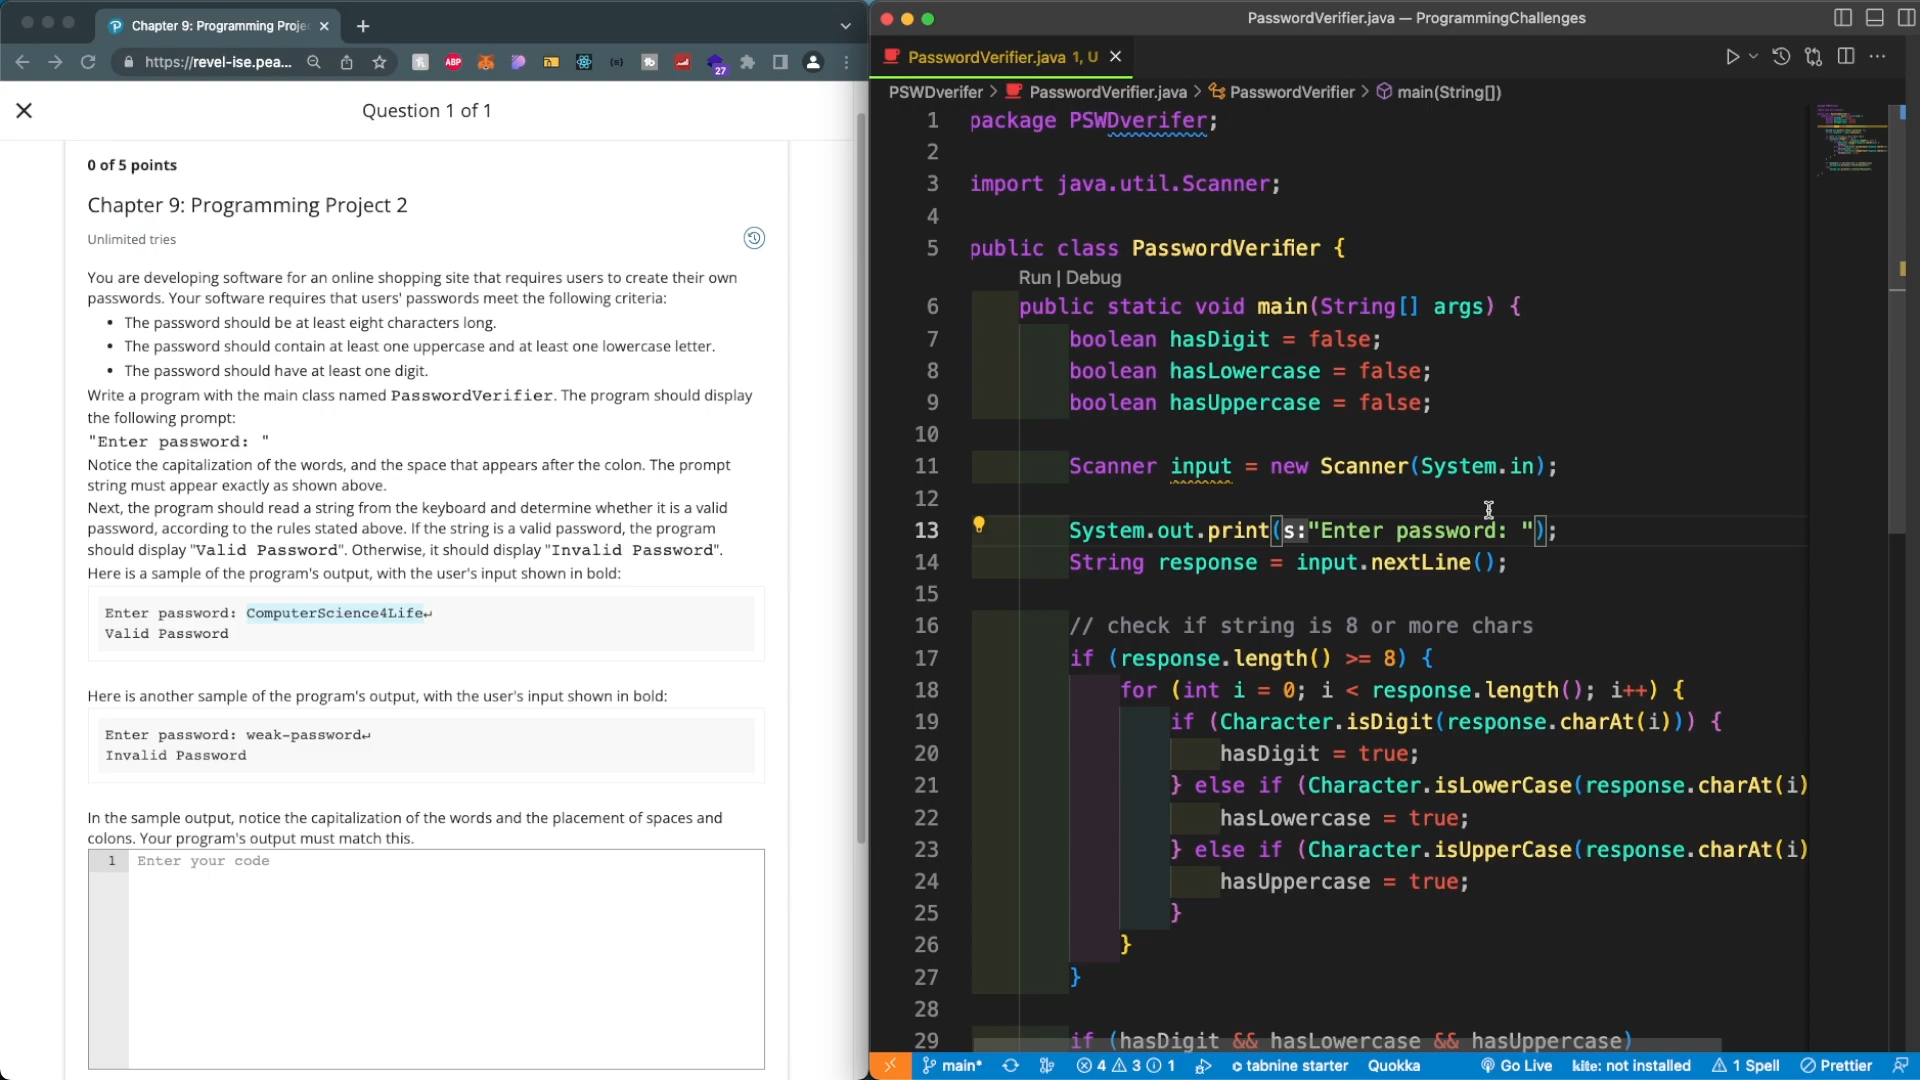 Chapter 9: Programming Proje
https://revel-ise.pea...
ABP
27
Question 1 of 1
0 of 5 points
Chapter 9: Programming Project 2
Unlimited tries
You are developing software for an online shopping site that requires users to create their own
passwords. Your software requires that users' passwords meet the following criteria:
• The password should be at least eight characters long.
• The password should contain at least one uppercase and at least one lowercase letter.
• The password should have at least one digit.
Write a program with the main class named PasswordVerifier. The program should display
the following prompt:
"Enter password: "
Notice the capitalization of the words, and the space that appears after the colon. The prompt
string must appear exactly as shown above.
Next, the program should read a string from the keyboard and determine whether it is a valid
password, according to the rules stated above. If the string is a valid password, the program
should display "Valid Password". Otherwise, it should display "Invalid Password".
Here is a sample of the program's output, with the user's input shown in bold:
Enter password: ComputerScience4Life↵
Valid Password
Here is another sample of the program's output, with the user's input shown in bold:
Enter password: weak-password↵
Invalid Password
In the sample output, notice the capitalization of the words and the placement of spaces and
colons. Your program's output must match this.
1 Enter your code
PasswordVerifier.java — ProgrammingChallenges
PasswordVerifier.java 1, U
PSWDverifer > PasswordVerifier.java > PasswordVerifier > main(String[])
1 package PSWDverifer;
2
3 import java.util.Scanner;
4
5 public class PasswordVerifier {
Run | Debug
6 public static void main(String[] args) {
7 boolean hasDigit = false;
8 boolean hasLowercase = false;
9 boolean hasUppercase = false;
10
11 Scanner input = new Scanner(System.in);
12
13 System.out.print(s:"Enter password: ");
14 String response = input.nextLine();
15
16 // check if string is 8 or more chars
17 if (response.length() >= 8) {
18 for (int i = 0; i < response.length(); i++) {
19 if (Character.isDigit(response.charAt(i))) {
20 hasDigit = true;
21 } else if (Character.isLowerCase(response.charAt(i)
22 hasLowercase = true;
23 } else if (Character.isUpperCase(response.charAt(i)
24 hasUppercase = true;
25 }
26 }
27 }
28
29 if (hasDigit && hasLowercase && hasUppercase)
main* 4 3 1 tabnine starter Quokka Go Live kite: not installed 1 Spell Prettier